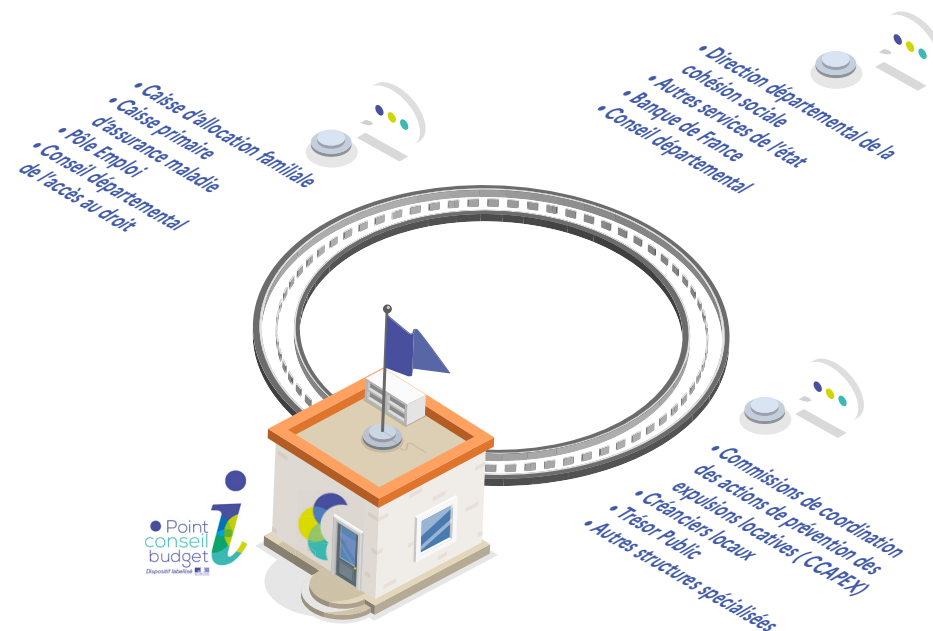 • Caisse d'allocation familiale
• Caisse primaire
d'assurance maladie
• Pôle Emploi
• Conseil départemental
de l'accès au droit
• Direction départemental de la
cohésion sociale
• Autres services de l'état
• Banque de France
• Conseil départemental
• Commissions de coordination
des actions de prévention des
expulsions locatives ( CCAPEX)
• Créanciers locaux
• Trésor Public
• Autres structures spécialisées
Point
conseil
budget
Dispositif labellisé